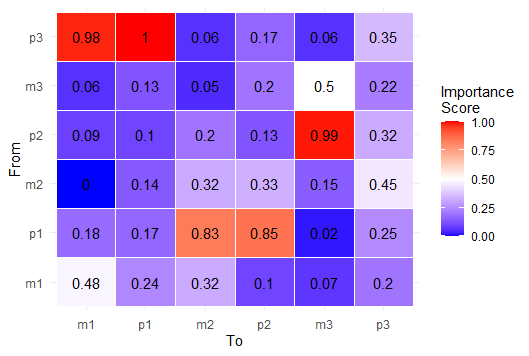 p3 0.98 1 0.06 0.17 0.06 0.35
m3 0.06 0.13 0.05 0.2 0.5 0.22
p2 0.09 0.1 0.2 0.13 0.99 0.32
m2 0 0.14 0.32 0.33 0.15 0.45
p1 0.18 0.17 0.83 0.85 0.02 0.25
m1 0.48 0.24 0.32 0.1 0.07 0.2
m1 p1 m2 p2 m3 p3
To
From
Importance
Score
1.00
0.75
0.50
0.25
0.00